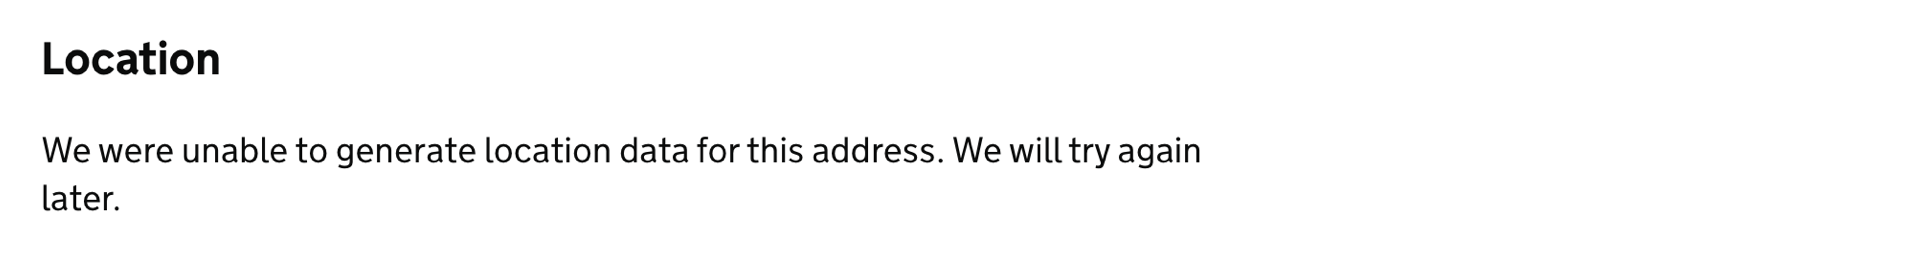 Location
We were unable to generate location data for this address. We will try again
later.